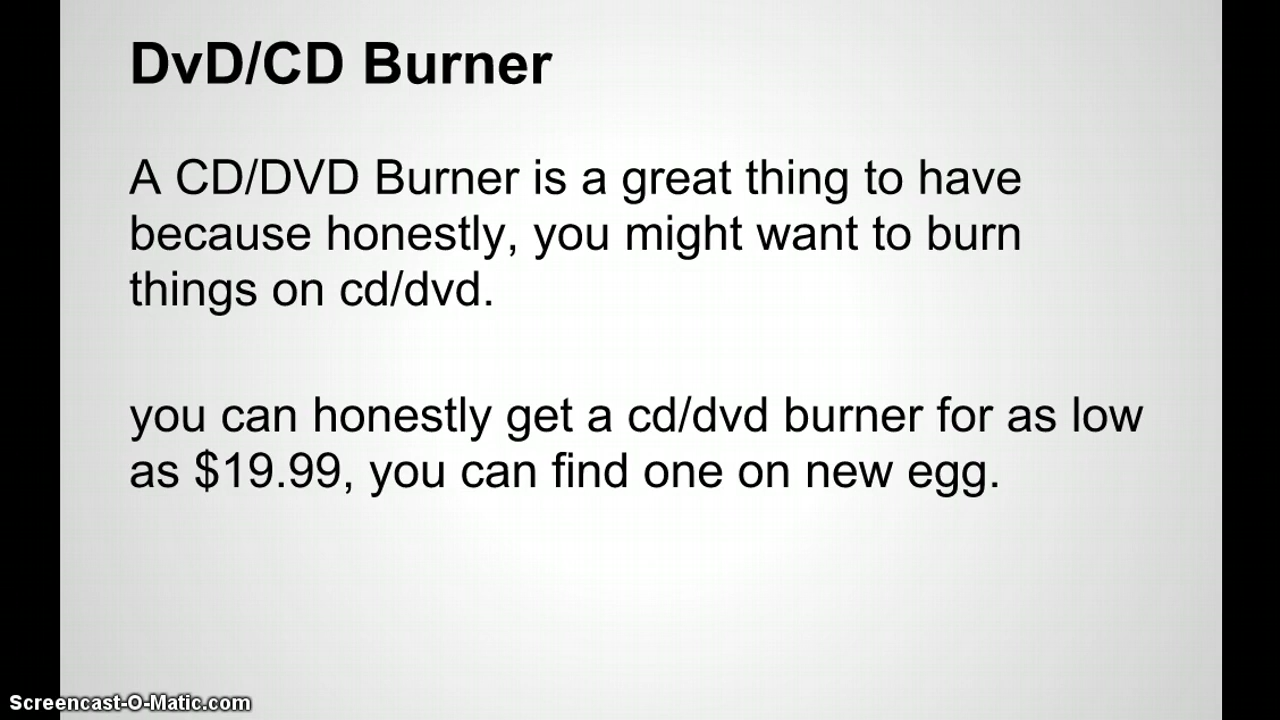 DvD/CD Burner
A CD/DVD Burner is a great thing to have
because honestly, you might want to burn
things on cd/dvd.
you can honestly get a cd/dvd burner for as low
as $19.99, you can find one on new egg.
Screencast-O-Matic.com